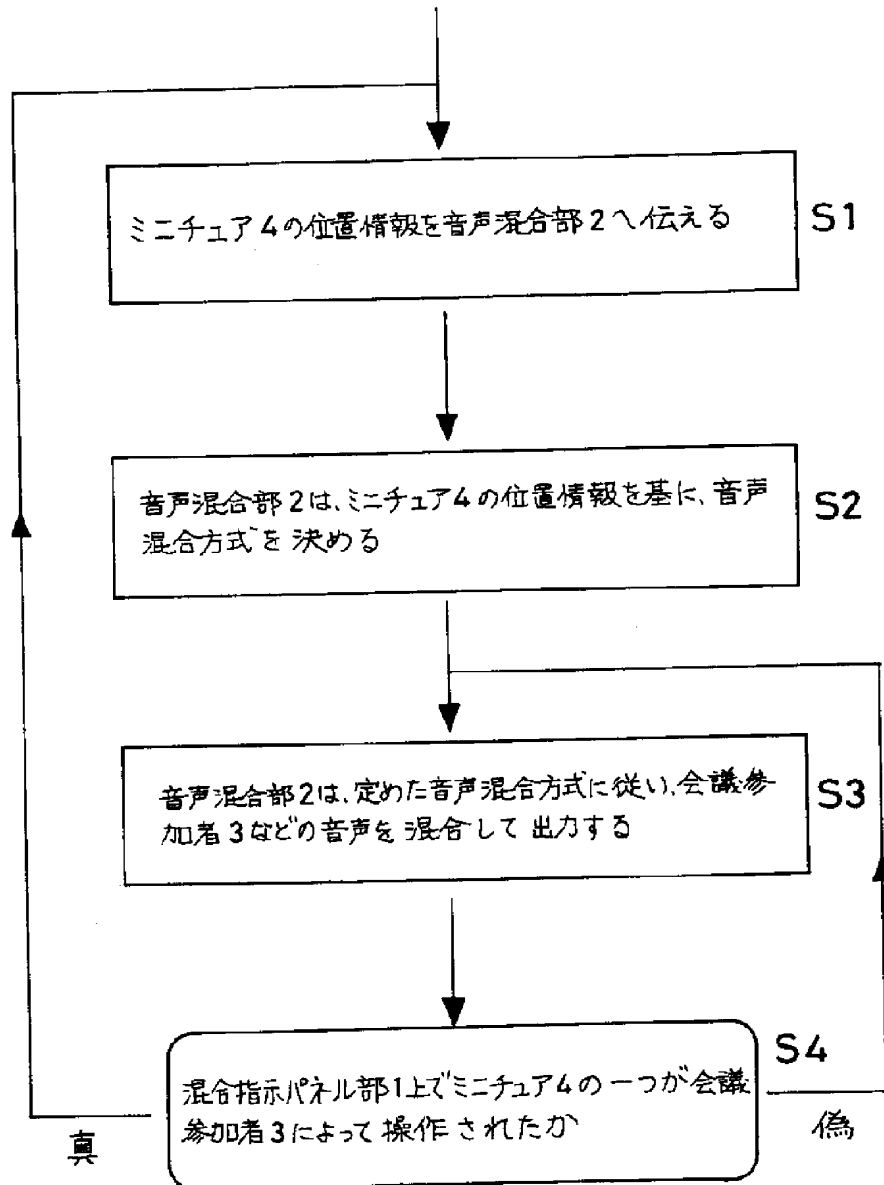 ミニチュア4の位置情報を音声混合部2へ伝える
S1
音声混合部2は、ミニチュア4の位置情報を基に、音声
混合方式を決める
S2
音声混合部2は、定めた音声混合方式に従い、会議参
加者3などの音声を混合して出力する
S3
混合指示パネル部1上でミニチュア4の一つが会議
参加者3によって操作されたか
S4
真
偽